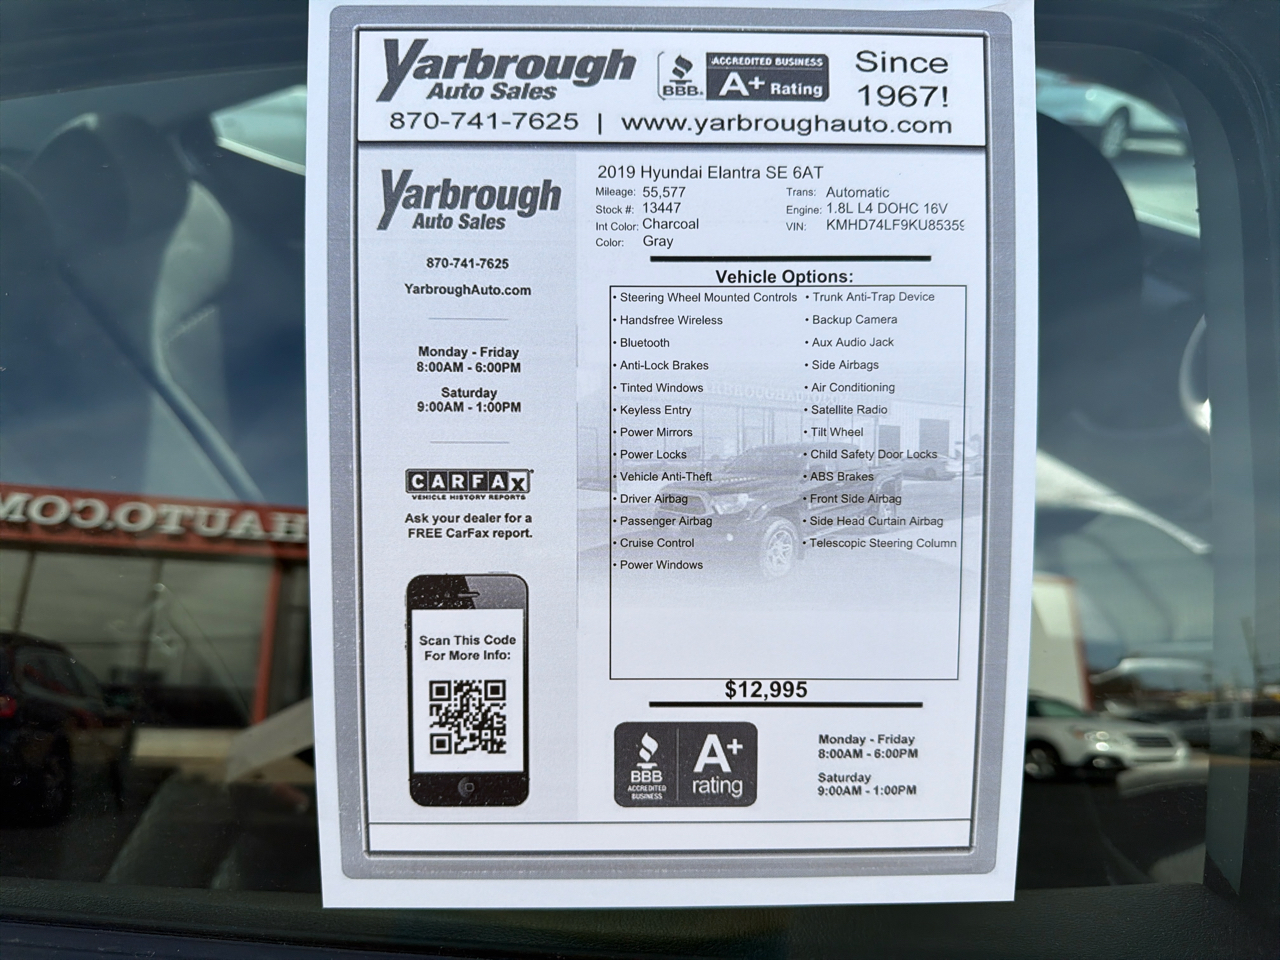 Yarbrough
Auto Sales
BBB.
ACCREDITED BUSINESS
A+ Rating
Since
1967!
870-741-7625 | www.yarbroughauto.com
Yarbrough
Auto Sales
870-741-7625
YarbroughAuto.com
Monday - Friday
8:00AM - 6:00PM
Saturday
9:00AM - 1:00PM
CARFAX
VEHICLE HISTORY REPORTS
Ask your dealer for a
FREE CarFax report.
Scan This Code
For More Info:
2019 Hyundai Elantra SE 6AT
Mileage: 55,577
Stock #: 13447
Int Color: Charcoal
Color: Gray
Trans: Automatic
Engine: 1.8L L4 DOHC 16V
VIN: KMHD74LF9KU85359
Vehicle Options:
• Steering Wheel Mounted Controls
• Handsfree Wireless
• Bluetooth
• Anti-Lock Brakes
• Tinted Windows
• Keyless Entry
• Power Mirrors
• Power Locks
• Vehicle Anti-Theft
• Driver Airbag
• Passenger Airbag
• Cruise Control
• Power Windows
• Trunk Anti-Trap Device
• Backup Camera
• Aux Audio Jack
• Side Airbags
• Air Conditioning
• Satellite Radio
• Tilt Wheel
• Child Safety Door Locks
• ABS Brakes
• Front Side Airbag
• Side Head Curtain Airbag
• Telescopic Steering Column
$12,995
BBB
ACCREDITED
BUSINESS
A+
rating
Monday - Friday
8:00AM - 6:00PM
Saturday
9:00AM - 1:00PM
HAUTO.COM